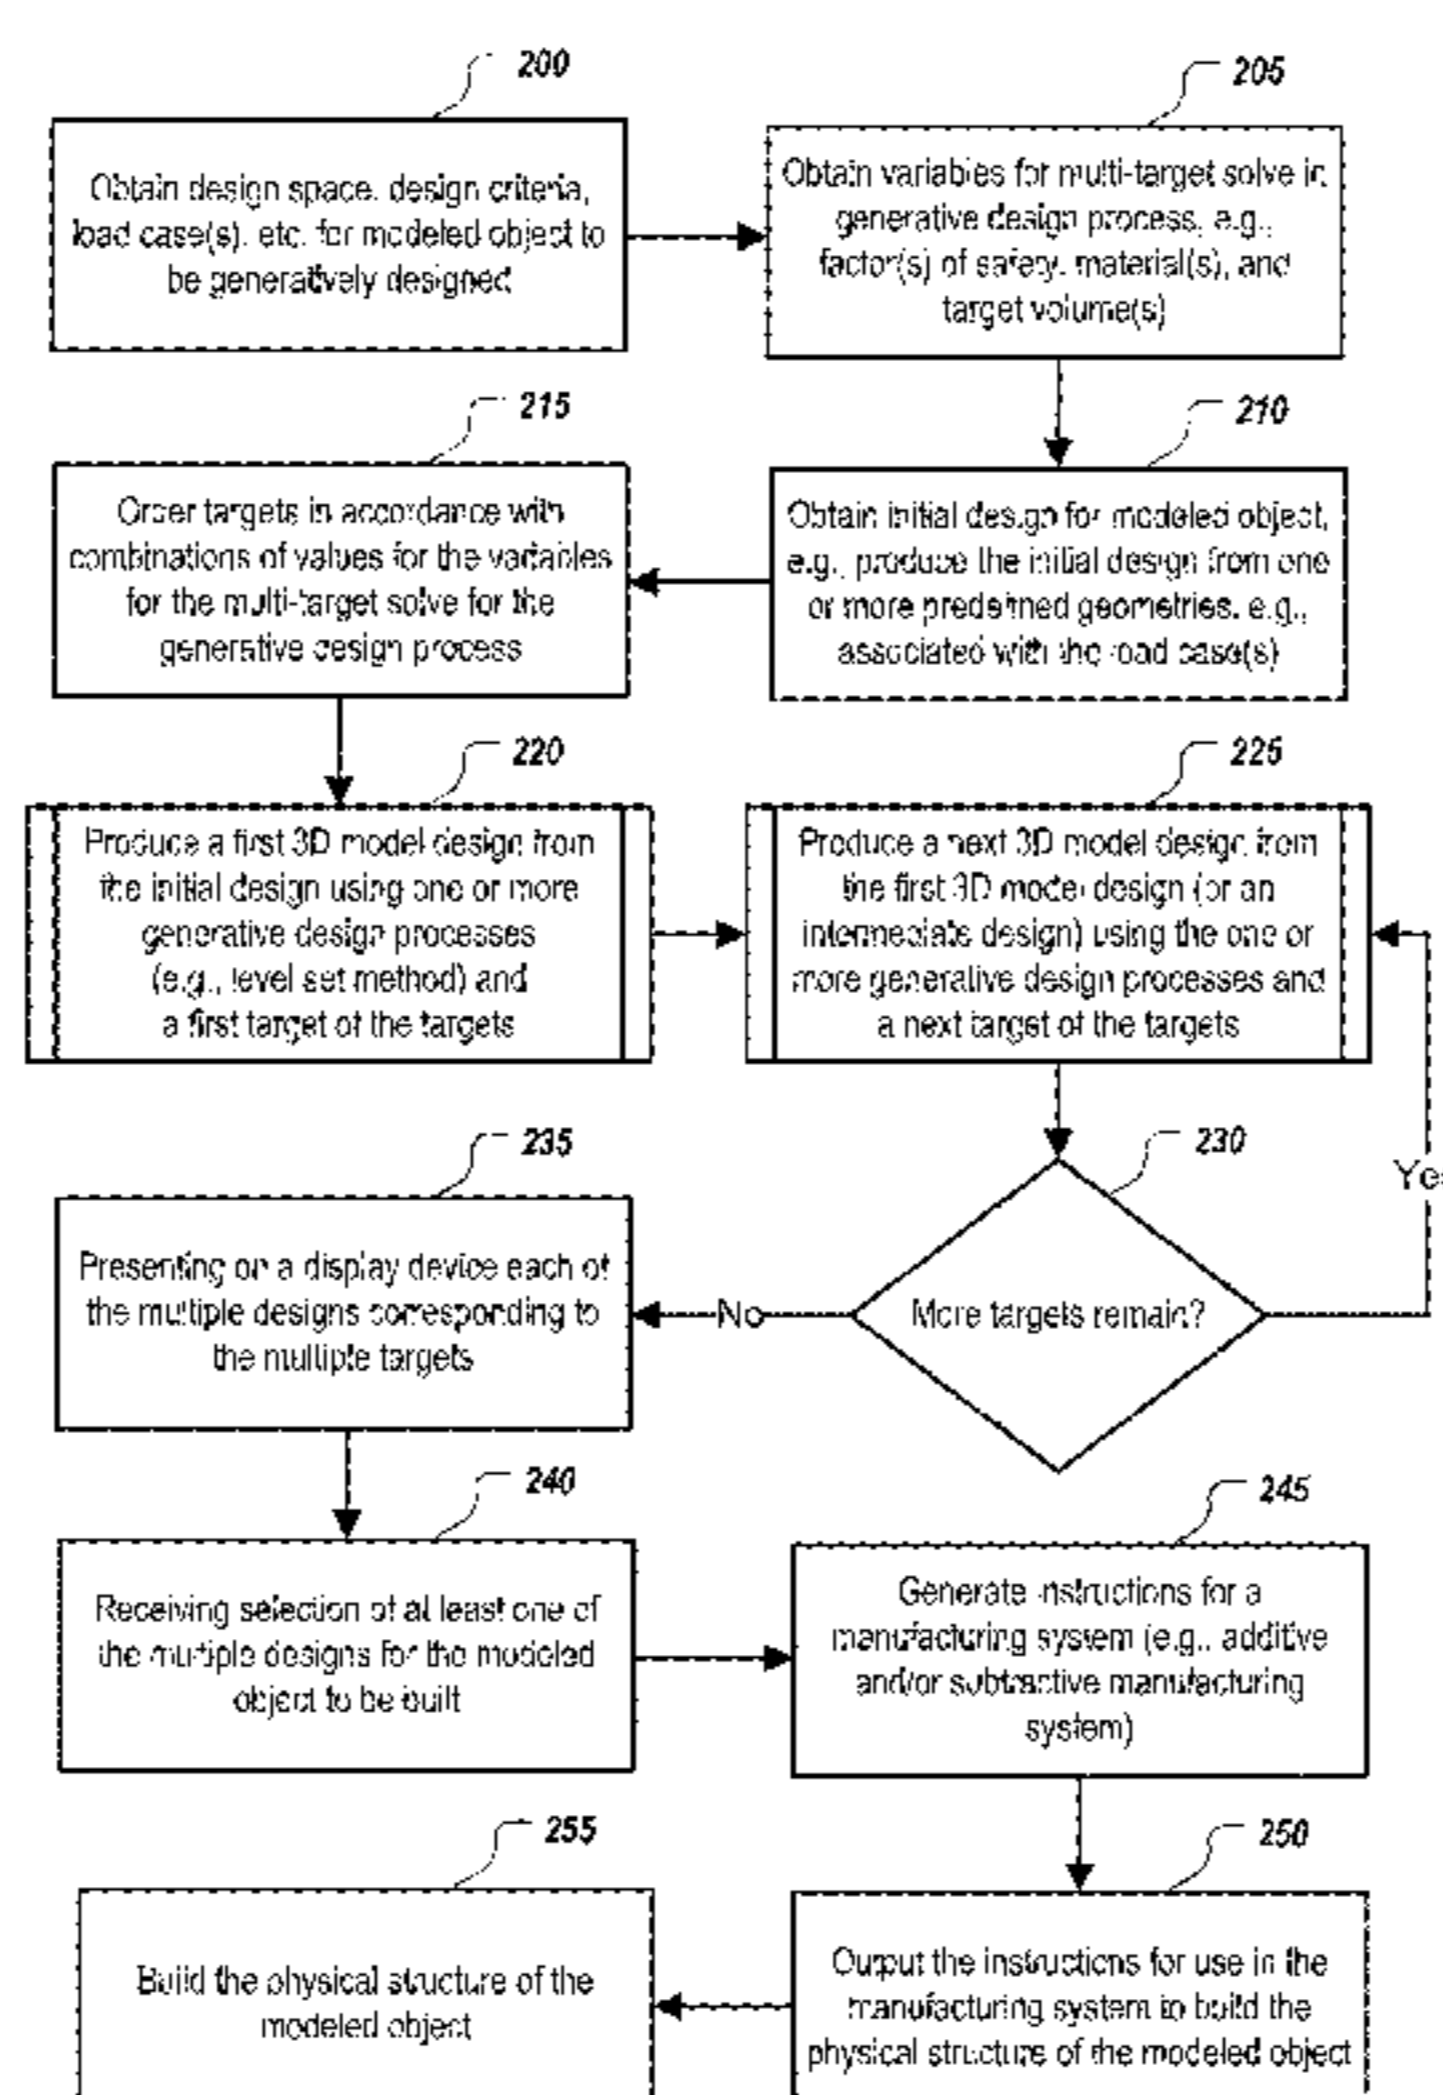 200
Obtain design space, design criteria,
load case(s), etc. for modeled object to
be generatively designed
205
Obtain variables for multi-target solve in
generative design process, e.g.,
factor(s) of safety, material(s), and
target volume(s)
210
Obtain initial design for modeled object,
e.g., produce the initial design from one
or more predefined geometries, e.g.,
associated with the load case(s)
215
Order targets in accordance with
combinations of values for the variables
for the multi-target solve for the
generative design process
220
Produce a first 3D model design from
the initial design using one or more
generative design processes
(e.g., level set method) and
a first target of the targets
225
Produce a next 3D model design from
the first 3D model design (or an
intermediate design) using the one or
more generative design processes and
a next target of the targets
230
More targets remain?
Yes
No
235
Presenting on a display device each of
the multiple designs corresponding to
the multiple targets
240
Receiving selection of at least one of
the multiple designs for the modeled
object to be built
245
Generate instructions for a
manufacturing system (e.g., additive
and/or subtractive manufacturing
system)
250
Output the instructions for use in the
manufacturing system to build the
physical structure of the modeled object
255
Build the physical structure of the
modeled object